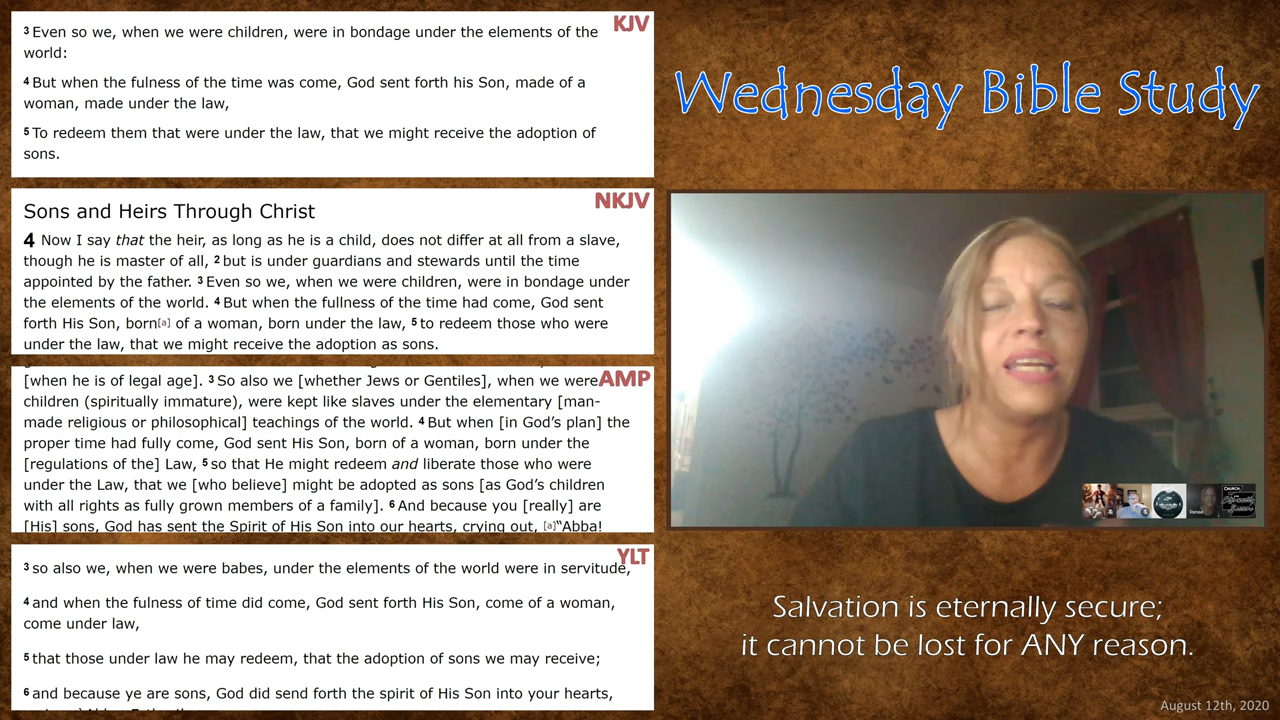 KJV
3 Even so we, when we were children, were in bondage under the elements of the
world:
4 But when the fulness of the time was come, God sent forth his Son, made of a
woman, made under the law,
5 To redeem them that were under the law, that we might receive the adoption of
sons.
NKJV
Sons and Heirs Through Christ
4 Now I say that the heir, as long as he is a child, does not differ at all from a slave,
though he is master of all, 2 but is under guardians and stewards until the time
appointed by the father. 3 Even so we, when we were children, were in bondage under
the elements of the world. 4 But when the fullness of the time had come, God sent
forth His Son, born[a] of a woman, born under the law, 5 to redeem those who were
under the law, that we might receive the adoption as sons.
AMP
[when he is of legal age]. 3 So also we [whether Jews or Gentiles], when we were
children (spiritually immature), were kept like slaves under the elementary [man-
made religious or philosophical] teachings of the world. 4 But when [in God's plan] the
proper time had fully come, God sent His Son, born of a woman, born under the
[regulations of the] Law, 5 so that He might redeem and liberate those who were
under the Law, that we [who believe] might be adopted as sons [as God's children
with all rights as fully grown members of a family]. 6 And because you [really] are
[His] sons, God has sent the Spirit of His Son into our hearts, crying out, [a]"Abba!
YLT
3 so also we, when we were babes, under the elements of the world were in servitude,
4 and when the fulness of time did come, God sent forth His Son, come of a woman,
come under law,
5 that those under law he may redeem, that the adoption of sons we may receive;
6 and because ye are sons, God did send forth the spirit of His Son into your hearts,
Wednesday Bible Study
Renee
CHURCH
Salvation is eternally secure;
it cannot be lost for ANY reason.
August 12th, 2020